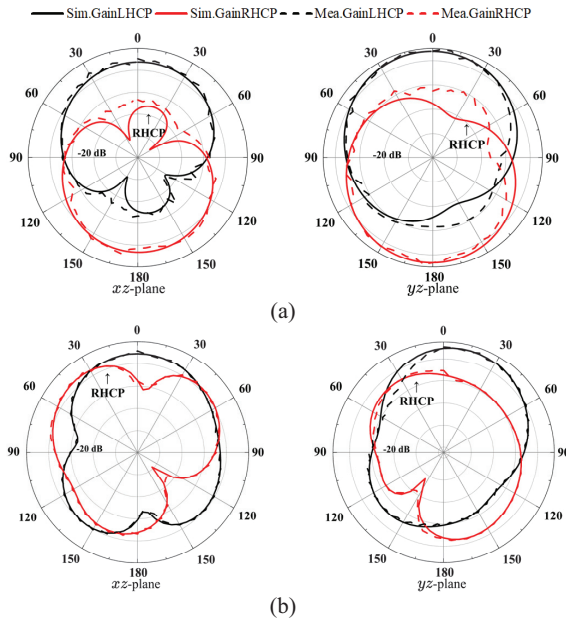 Sim.GainLHCP Sim.GainRHCP Mea.GainLHCP Mea.GainRHCP
0 0
30 30 30 30
60 60 60 60
↑ RHCP ↑ RHCP
90 -20 dB 90 -20 dB 90
120 120 120 120
150 150 150 150
180 180
xz-plane yz-plane
(a)
0 0
30 30 30 30
60 60 60 60
↑ RHCP ↑ RHCP
90 -20 dB 90 -20 dB 90
120 120 120 120
150 150 150 150
180 180
xz-plane yz-plane
(b)